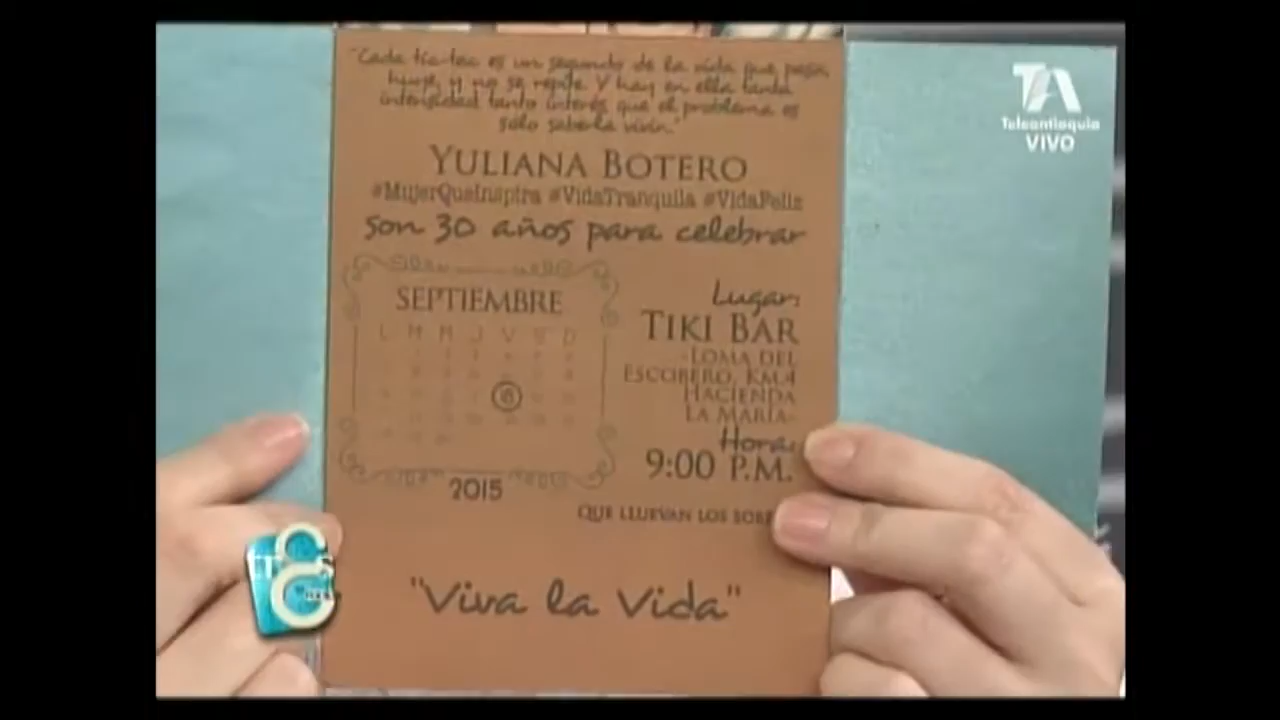 "Cada tic-tac es un segundo de la vida que pasa,
huye, y no se repite. Y hay en ella tanta
intensidad, tanto interés que el problema es
sólo saberla vivir."
YULIANA BOTERO
#MujerQueInspira #VidaTranquila #VidaFeliz
son 30 años para celebrar
SEPTIEMBRE
L M M J V S D
2015
Lugar:
TIKI BAR
-LOMA DEL
ESCOBERO, KM.4
HACIENDA
LA MARÍA-
Hora:
9:00 P.M.
QUE LLUEVAN LOS
"Viva la Vida"
TA
Teleantioquia
VIVO